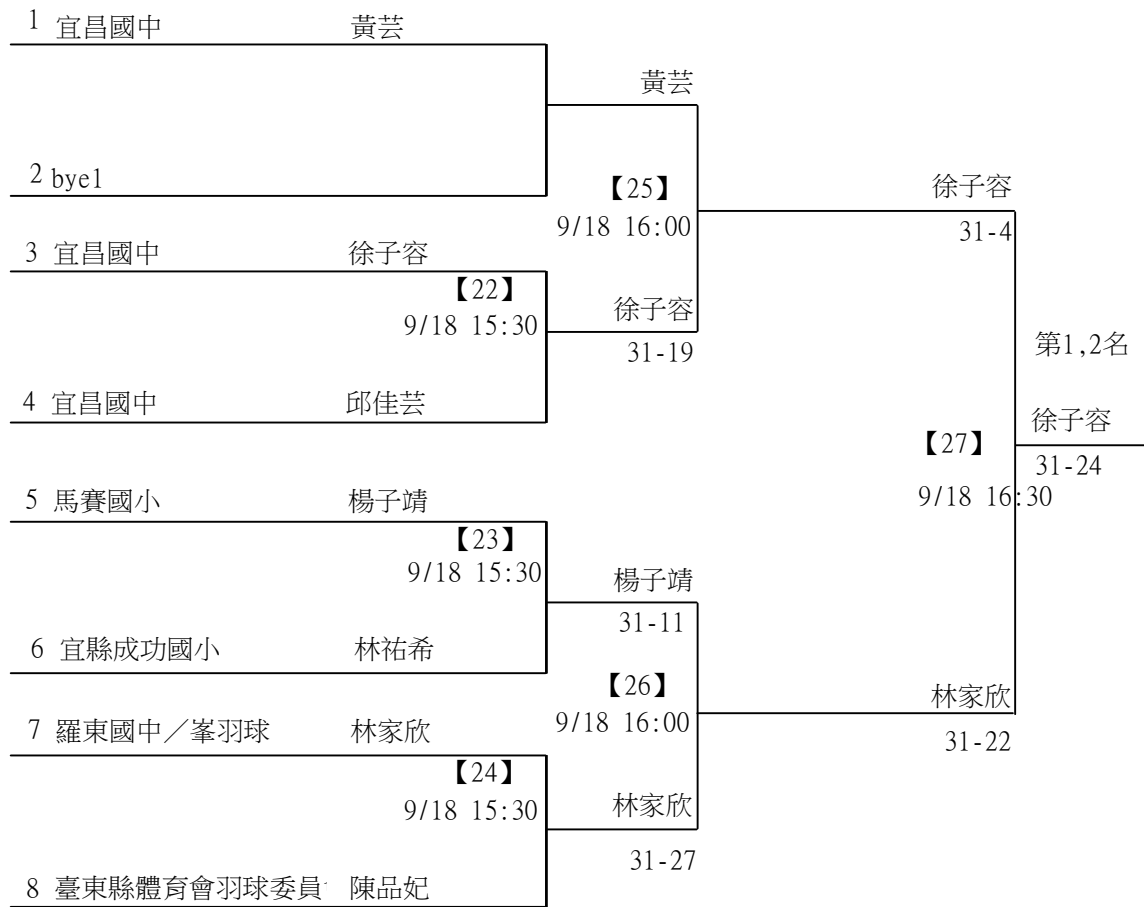 1 宜昌國中 黃芸
黃芸
2 bye1
【25】
9/18 16:00
徐子容
31-4
3 宜昌國中 徐子容
【22】
9/18 15:30
徐子容
31-19
第1,2名
4 宜昌國中 邱佳芸
徐子容
【27】
31-24
9/18 16:30
5 馬賽國小 楊子靖
【23】
9/18 15:30
楊子靖
31-11
6 宜縣成功國小 林祐希
【26】
9/18 16:00
林家欣
31-22
7 羅東國中／峯羽球 林家欣
【24】
9/18 15:30
林家欣
31-27
8 臺東縣體育會羽球委員 陳品妃